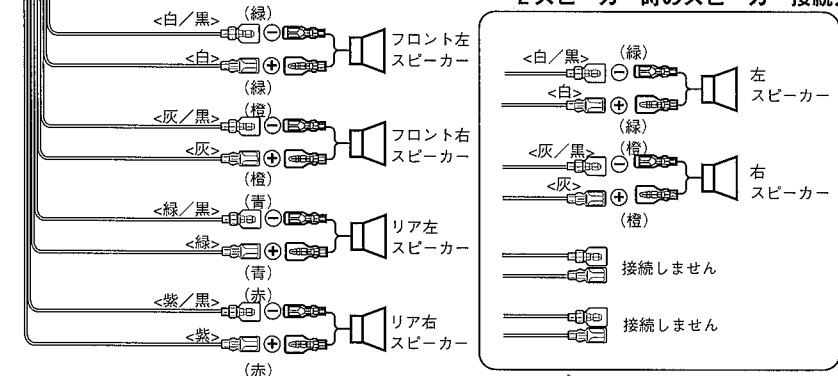 2スピーカー時のスピーカー接続
<白/黒>
(緑)
⊖
<白>
⊕
(緑)
フロント左
スピーカー
<灰/黒>
(橙)
⊖
<灰>
⊕
(橙)
フロント右
スピーカー
<緑/黒>
(青)
⊖
<緑>
⊕
(青)
リア左
スピーカー
<紫/黒>
(赤)
⊖
<紫>
⊕
(赤)
リア右
スピーカー
<白/黒>
(緑)
⊖
<白>
⊕
(緑)
左
スピーカー
<灰/黒>
(橙)
⊖
<灰>
⊕
(橙)
右
スピーカー
接続しません
接続しません